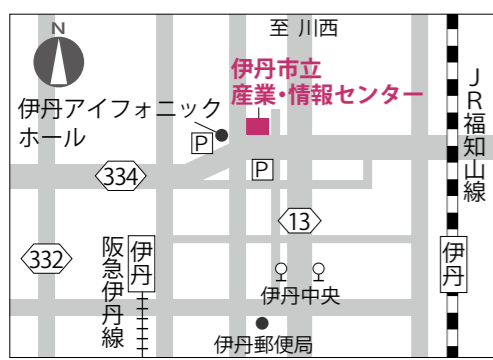 N
至 川西
伊丹市立
産業・情報センター
伊丹アイフォニック
ホール
P
P
334
13
332
阪急伊丹線
伊丹
伊丹中央
伊丹郵便局
JR福知山線
伊丹